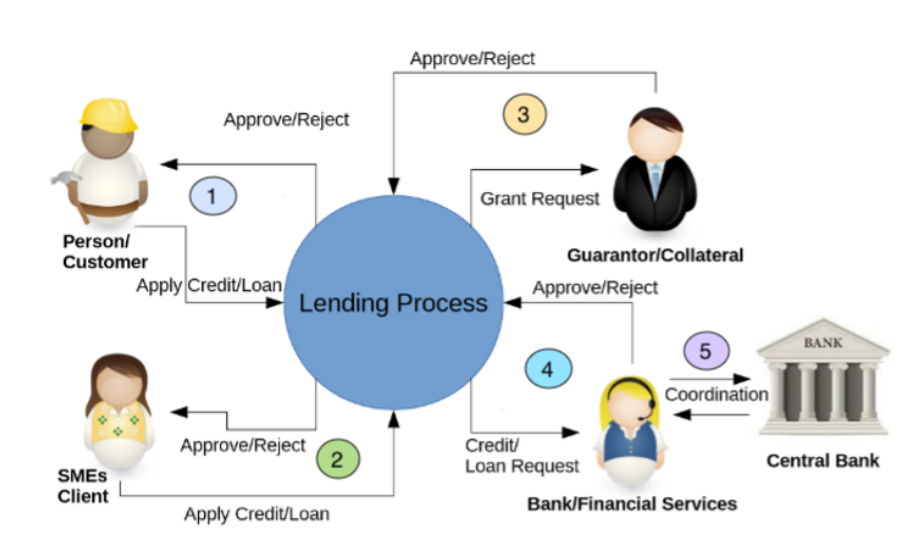 Approve/Reject
3
Approve/Reject
1
Grant Request
Person/
Customer
Guarantor/Collateral
Apply Credit/Loan
Lending Process
Approve/Reject
BANK
5
4
Coordination
Approve/Reject
2
Credit/
Loan Request
Central Bank
SMEs
Client
Bank/Financial Services
Apply Credit/Loan